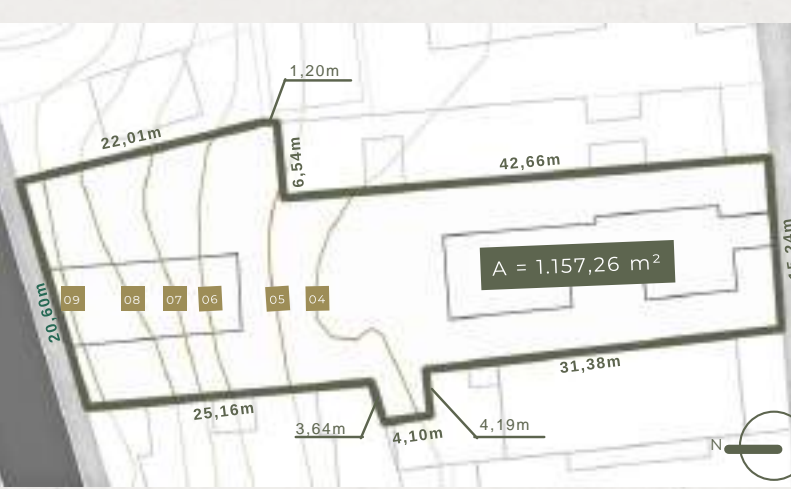 1,20m
22,01m
6,54m
42,66m
A = 1.157,26 m²
20,60m
09
08
07
06
05
04
31,38m
25,16m
3,64m
4,10m
4,19m
N